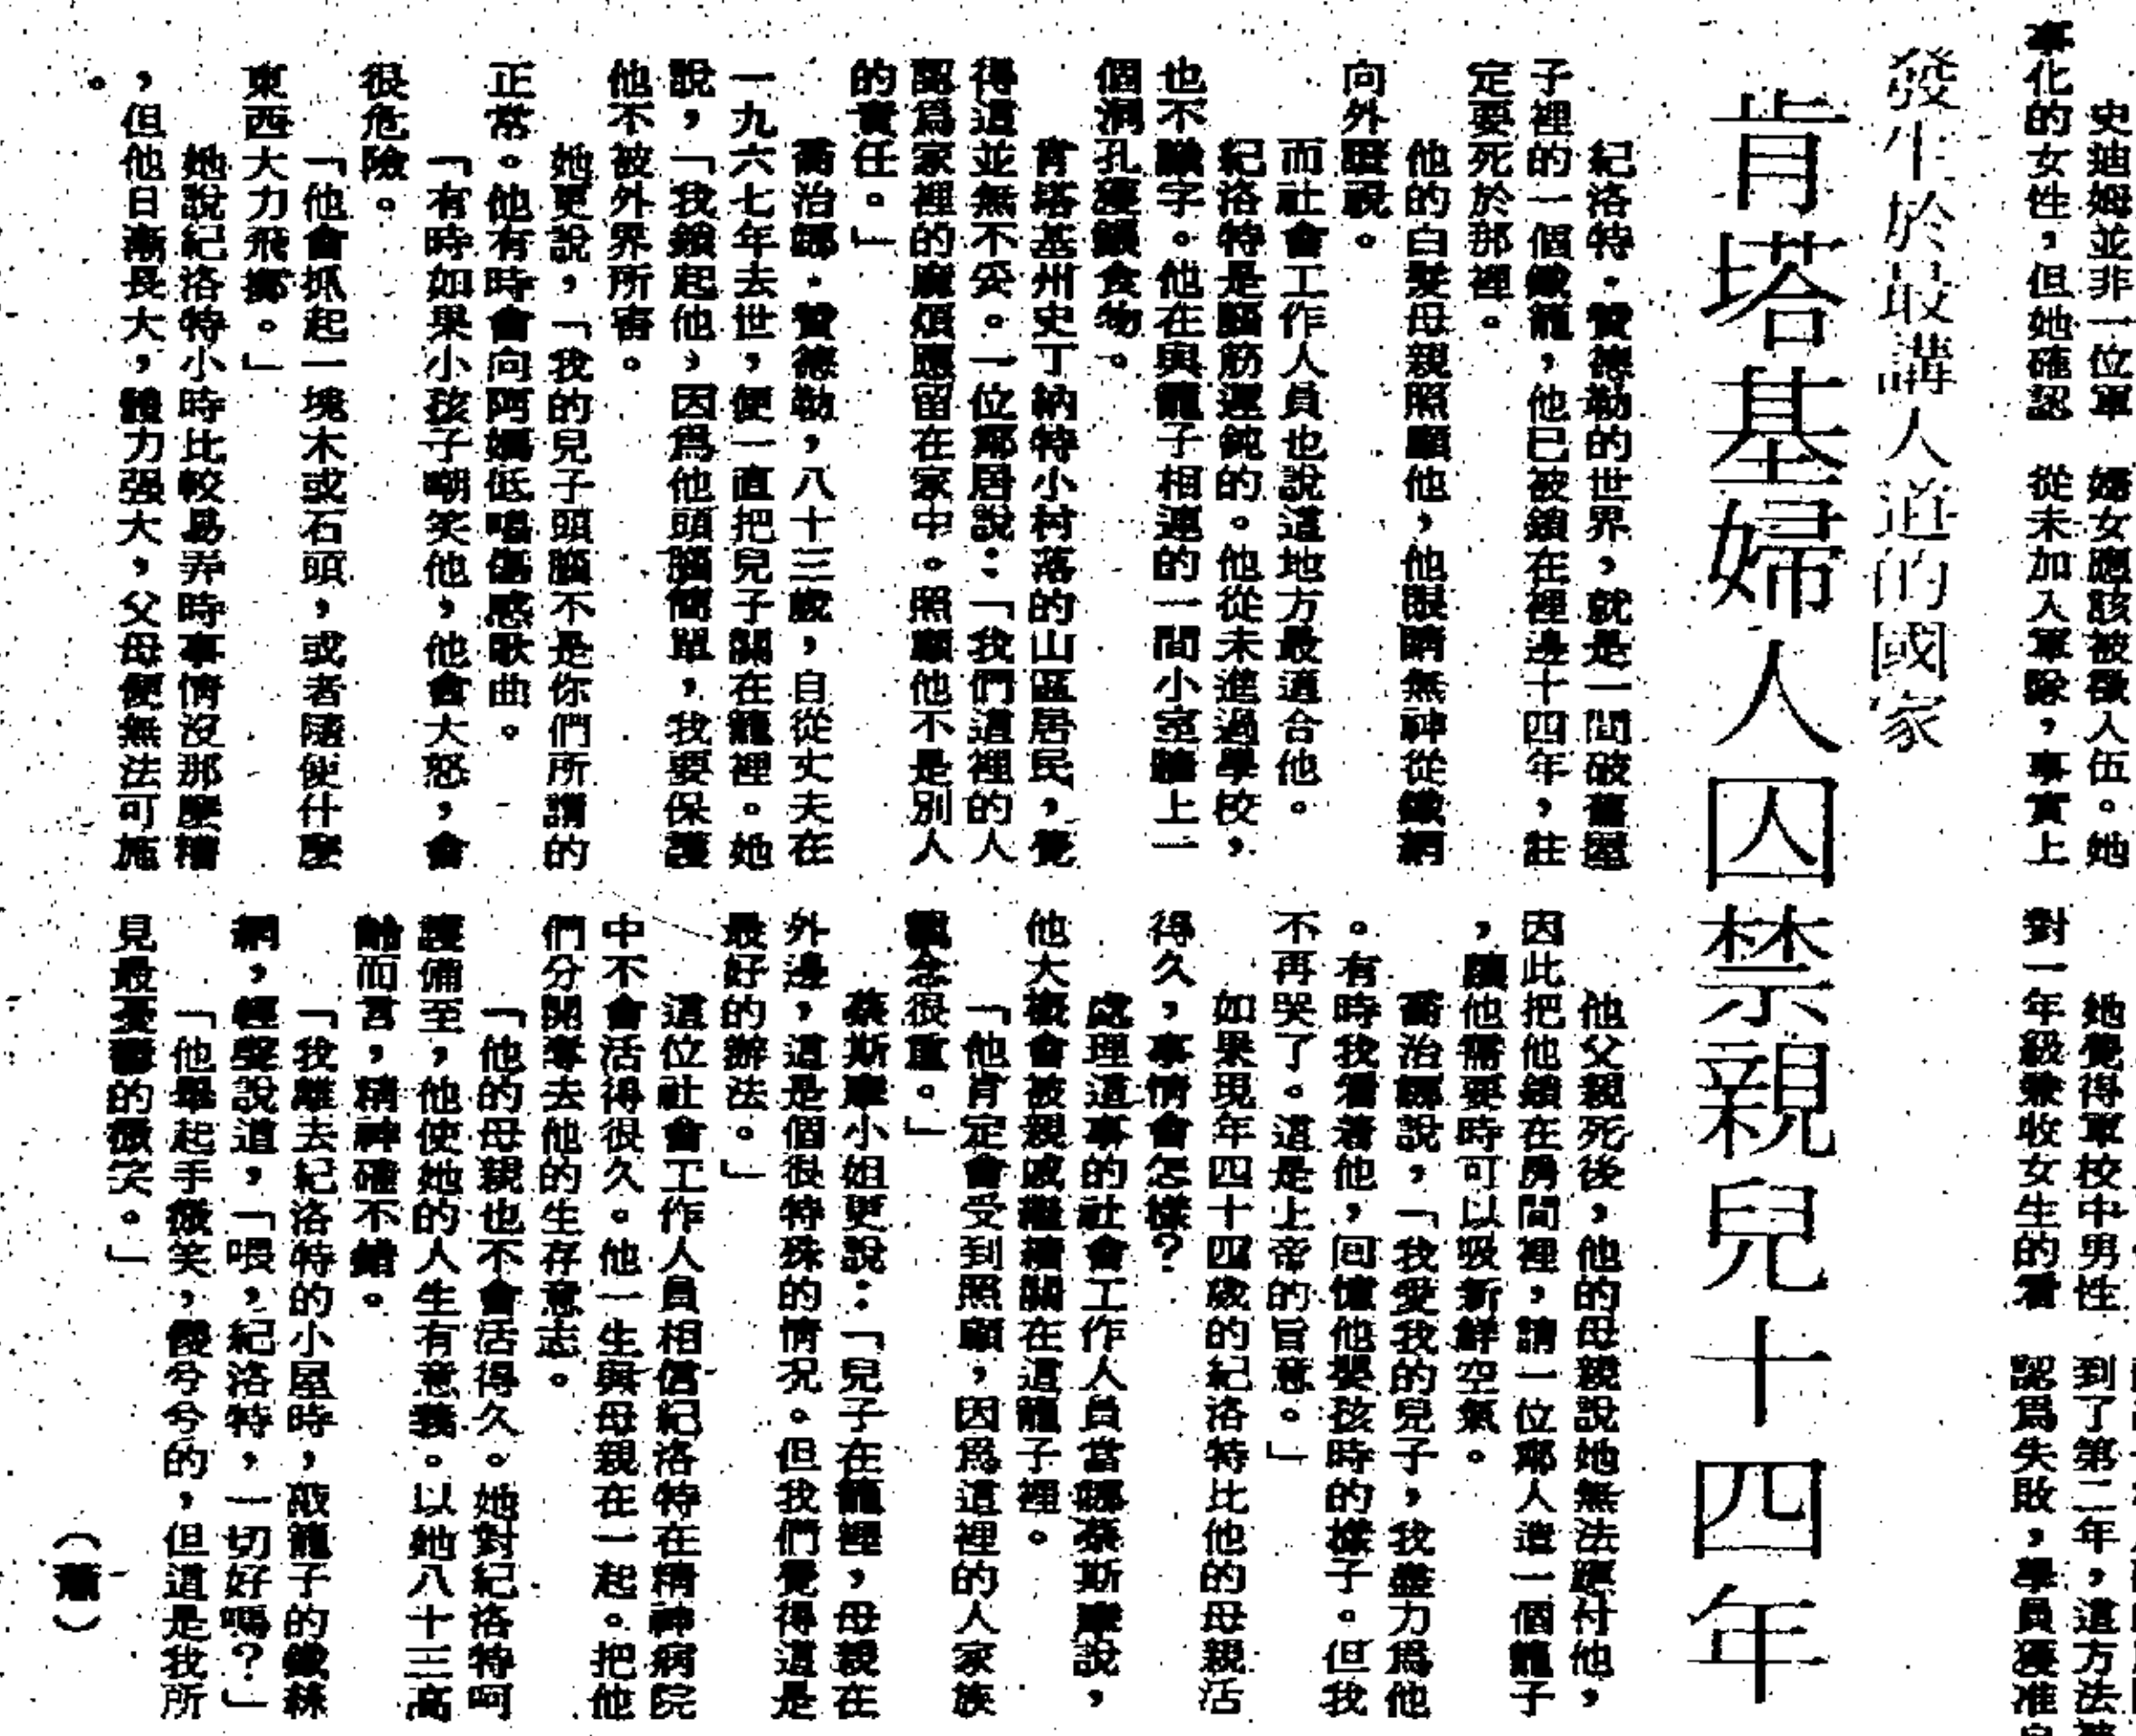 史迪姆並非一位軍
事化的女性，但她確認
婦女應該被徵入伍。她
從未加入軍隊，事實上
她覺得軍校中男性
對一年級兼收女生的看
到了第二年，這方法
認爲失敗，學員獲准
發生於最講人道的國家
肯塔基婦人囚禁親兒十四年
紀洛特·贊德勒的世界，就是一間破舊屋
子裡的一個鐵籠，他已被鎖在裡邊十四年，註
定要死於那裡。
他的白髮母親照顧他，他眼睛無神從鐵網
向外。
而社會工作人員也說這地方最適合他。
紀洛特是腦筋遲鈍的。他從未進過學校，
也不識字。他在與籠子相連的一間小室牆上一
個洞孔獲餵食物。
肯塔基州史丁納特小村落的山區居民，覺
得這並無不妥。一位鄰居說：「我們這裡的人
認爲家裡的麻煩應留在家中。照顧他不是別人
的責任。」
喬治娜·贊德勒，八十三歲，自從丈夫在
一九六七年去世，便一直把兒子關在籠裡。她
說，「我鎖起他，因爲他頭腦簡單，我要保護
他不被外界所害。
她更說，「我的兒子頭腦不是你們所謂的
正常。他有時會向阿媽低唱傷感歌曲。
「有時如果小孩子嘲笑他，他會大怒，會
很危險。
「他會抓起一塊木或石頭，或者隨便什麼
東西大力飛擲。」
她說紀洛特小時比較易弄時事情沒那麼糟
，但他日漸長大，體力强大，父母便無法可施
。
他父親死後，他的母親說她無法應付他，
因此把他鎖在房間裡，請一位鄰人造一個籠子
，讓他需要時可以吸新鮮空氣。
喬治娜說，「我愛我的兒子，我盡力爲他
。有時我看着他，回憶他嬰孩時的樣子。但我
不再哭了。這是上帝的旨意。」
如果現年四十四歲的紀洛特比他的母親活
得久，事情會怎樣？
處理這事的社會工作人員當娜蔡斯摩說，
他大概會被親戚繼續關在這籠子裡。
「他肯定會受到照顧，因爲這裡的人家族
觀念很重。」
蔡斯摩小姐更說：「兒子在籠裡，母親在
外邊，這是個很特殊的情况。但我們覺得這是
最好的辦法。」
這位社會工作人員相信紀洛特在精神病院
中不會活得很久。他一生與母親在一起。把他
們分開奪去他的生存意志。
「他的母親也不會活得久。她對紀洛特呵
護備至，他使她的人生有意義。以她八十三高
齡而言，精神確不錯。
「我離去紀洛特的小屋時，敲籠子的鐵絲
網，輕聲說道，「喂，紀洛特，一切好嗎？」
「他舉起手微笑，傻兮兮的，但這是我所
見最憂鬱的微笑。」
（蕭）